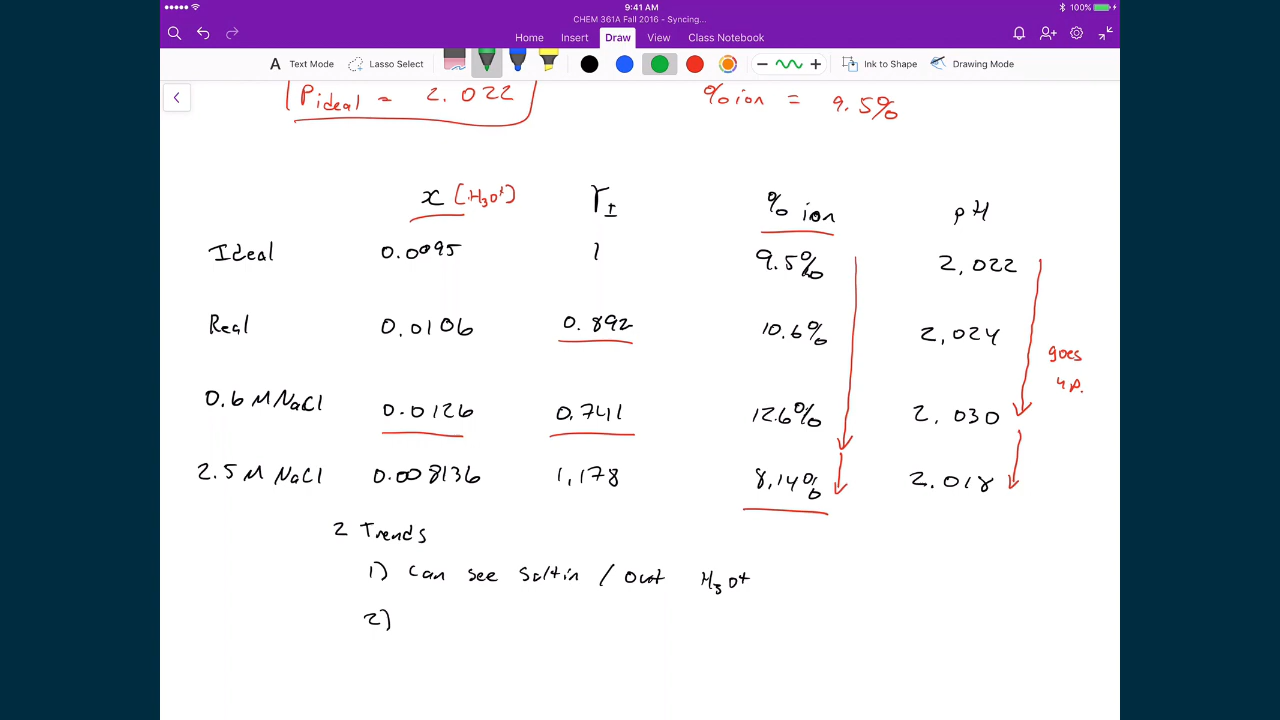 9:41 AM
100%
CHEM 361A Fall 2016 - Syncing...
Home Insert Draw View Class Notebook
Text Mode Lasso Select Ink to Shape Drawing Mode
Pideal = 2.022 % ion = 9.5%
x [H3O+] γ± % ion pH
Ideal 0.0095 1 9.5% 2.022
Real 0.0106 0.892 10.6% 2.024
goes
up.
0.6 M NaCl 0.0126 0.741 12.6% 2.030
2.5 M NaCl 0.008136 1.178 8.14% 2.018
2 Trends
1) Can see Salt in / Out H3O+
2)